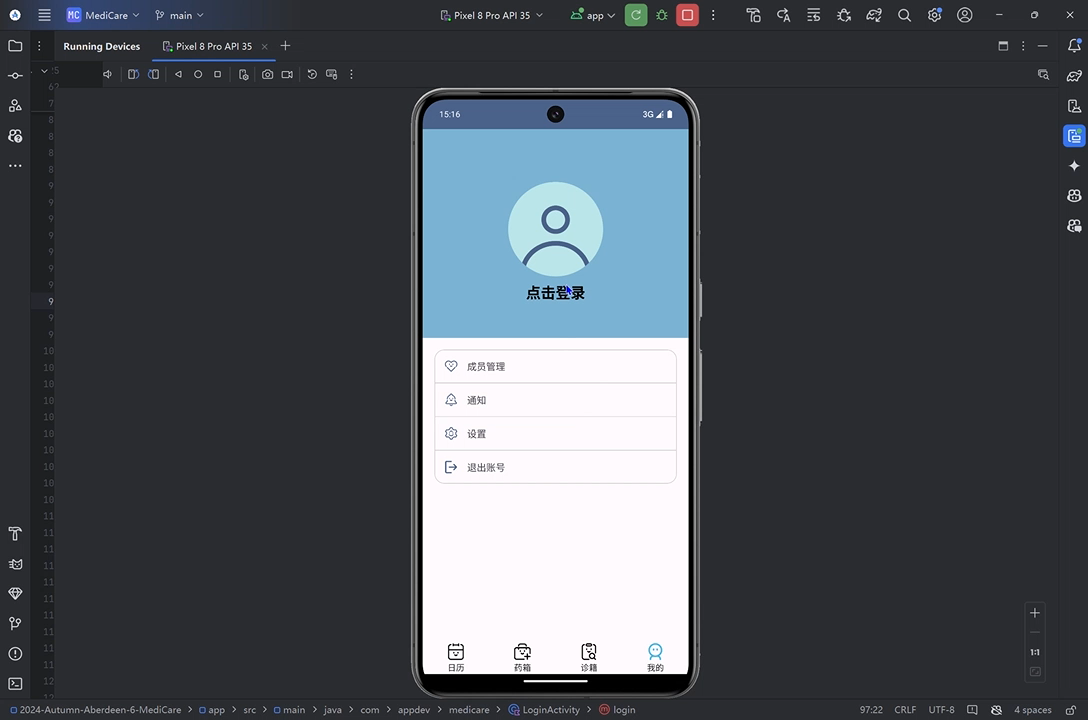 MC MediCare main Pixel 8 Pro API 35 app
Running Devices Pixel 8 Pro API 35
15:16 3G
点击登录
成员管理
通知
设置
退出账号
日历 药箱 诊籍 我的
1:1
2024-Autumn-Aberdeen-6-MediCare app src main java com appdev medicare LoginActivity login 97:22 CRLF UTF-8 4 spaces